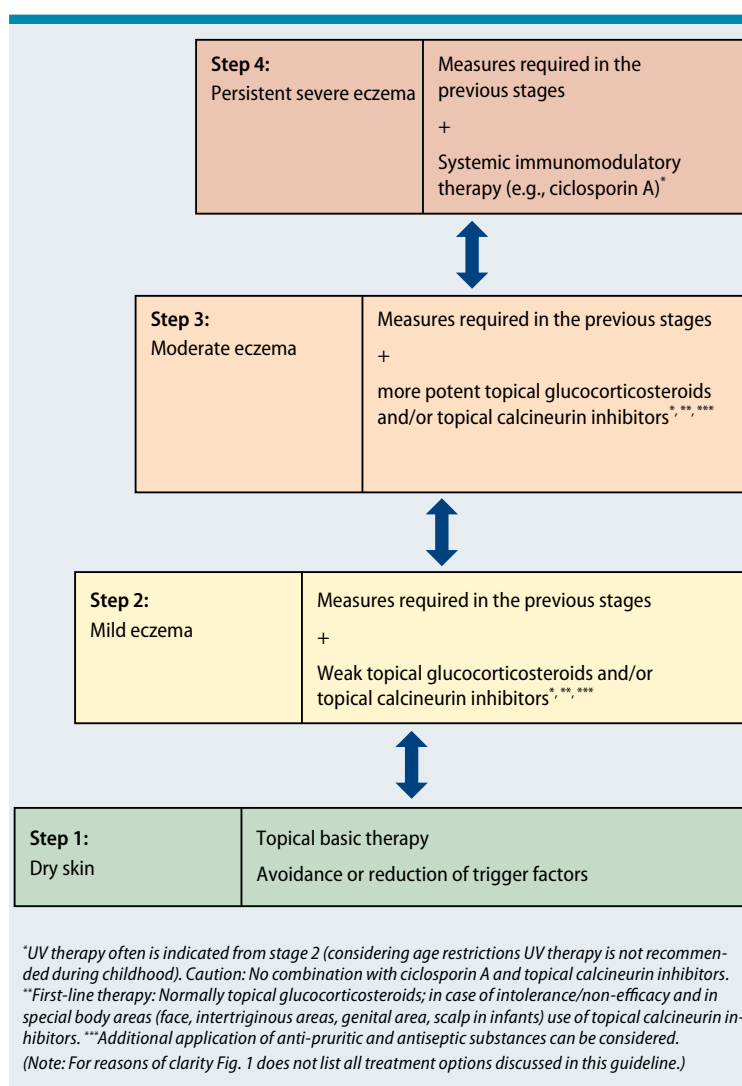 Step 4:
Persistent severe eczema
Measures required in the
previous stages
+
Systemic immunomodulatory
therapy (e.g., ciclosporin A)*
Step 3:
Moderate eczema
Measures required in the previous stages
+
more potent topical glucocorticosteroids
and/or topical calcineurin inhibitors*, **, ***
Step 2:
Mild eczema
Measures required in the previous stages
+
Weak topical glucocorticosteroids and/or
topical calcineurin inhibitors*, **, ***
Step 1:
Dry skin
Topical basic therapy
Avoidance or reduction of trigger factors
*UV therapy often is indicated from stage 2 (considering age restrictions UV therapy is not recommen-
ded during childhood). Caution: No combination with ciclosporin A and topical calcineurin inhibitors.
**First-line therapy: Normally topical glucocorticosteroids; in case of intolerance/non-efficacy and in
special body areas (face, intertriginous areas, genital area, scalp in infants) use of topical calcineurin in-
hibitors. ***Additional application of anti-pruritic and antiseptic substances can be considered.
(Note: For reasons of clarity Fig. 1 does not list all treatment options discussed in this guideline.)